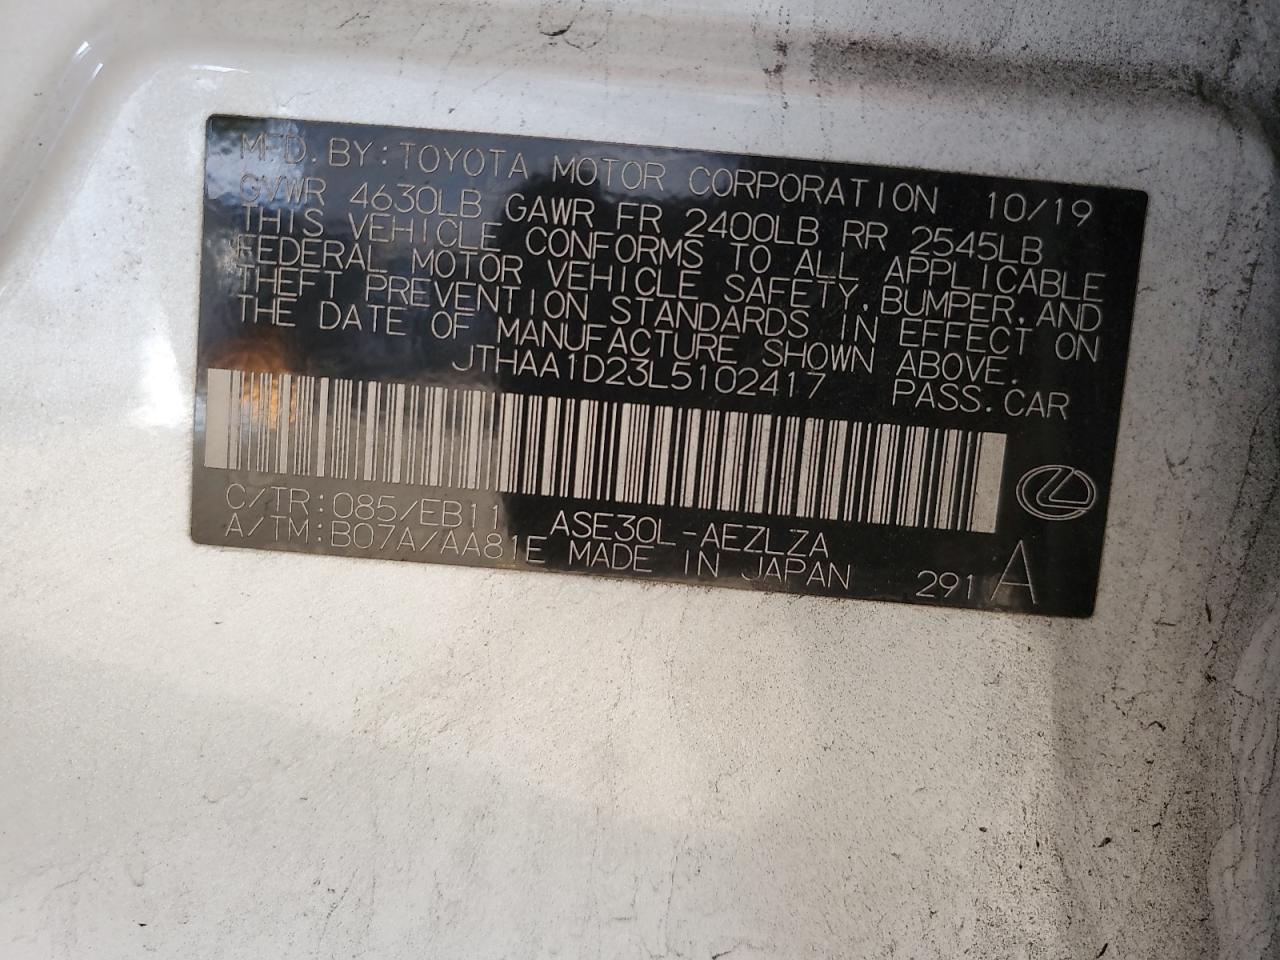 MFD. BY: TOYOTA MOTOR CORPORATION 10/19
GVWR 4630LB GAWR FR 2400LB RR 2545LB
THIS VEHICLE CONFORMS TO ALL APPLICABLE
FEDERAL MOTOR VEHICLE SAFETY, BUMPER, AND
THEFT PREVENTION STANDARDS IN EFFECT ON
THE DATE OF MANUFACTURE SHOWN ABOVE.
JTHAA1D23L5102417 PASS. CAR
C/TR: 085/EB11 ASE30L-AEZLZA
A/TM: B07A/AA81E MADE IN JAPAN 291 A